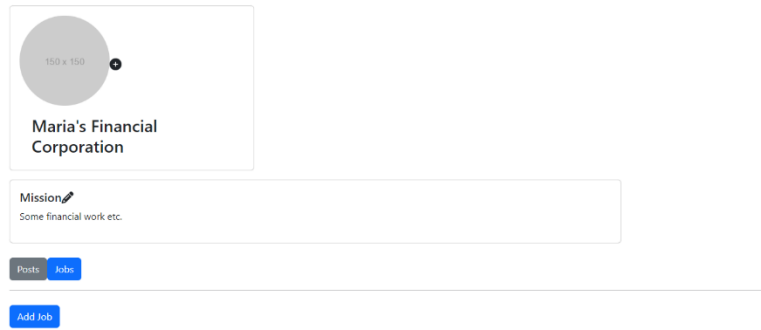 150 x 150
Maria's Financial
Corporation
Mission
Some financial work etc.
Posts Jobs
Add Job